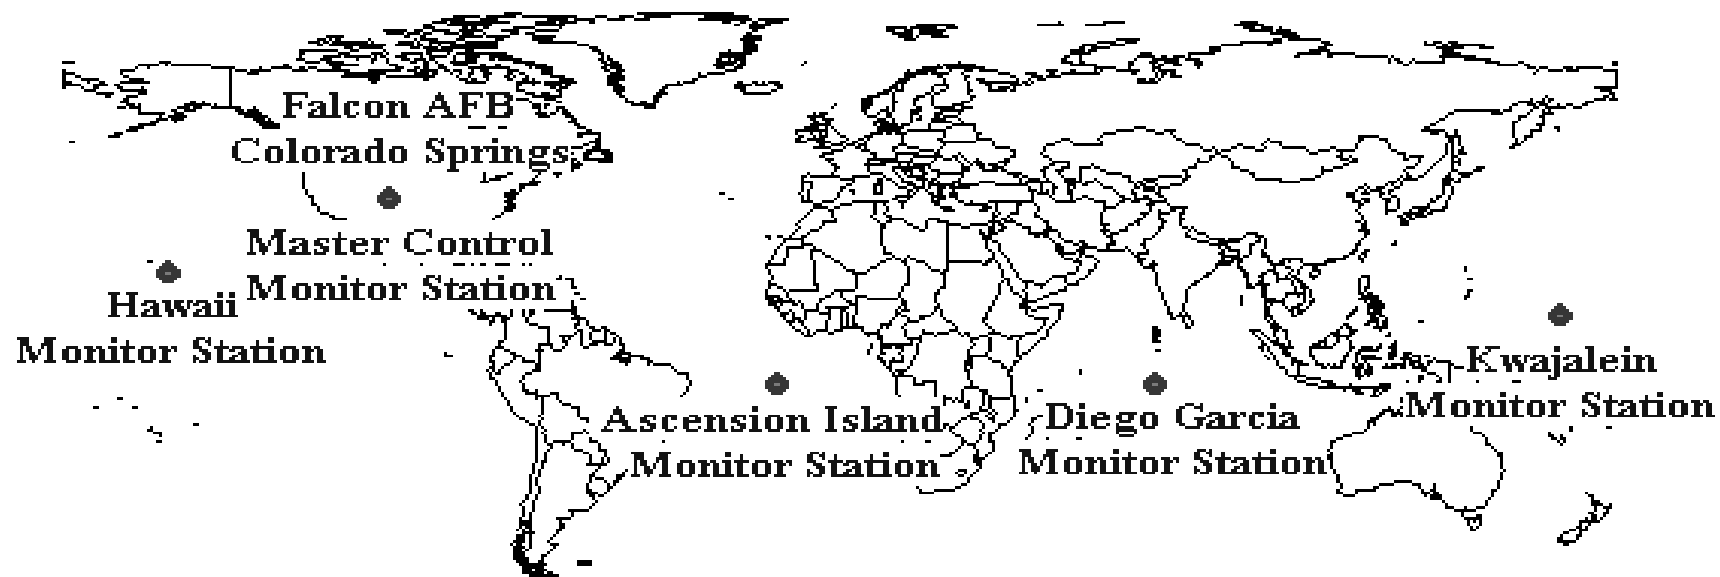 Falcon AFB
Colorado Springs
Master Control
Monitor Station
Hawaii
Monitor Station
Ascension Island
Monitor Station
Diego Garcia
Monitor Station
Kwajalein
Monitor Station